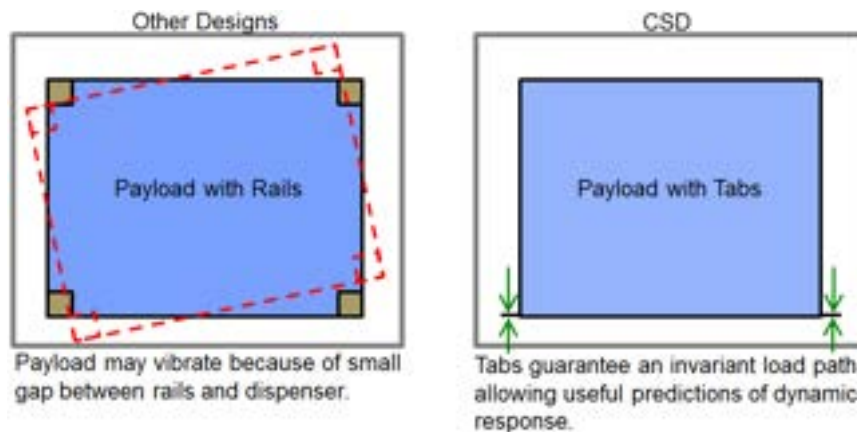 Other Designs
Payload with Rails
Payload may vibrate because of small
gap between rails and dispenser.
CSD
Payload with Tabs
Tabs guarantee an invariant load path
allowing useful predictions of dynamic
response.